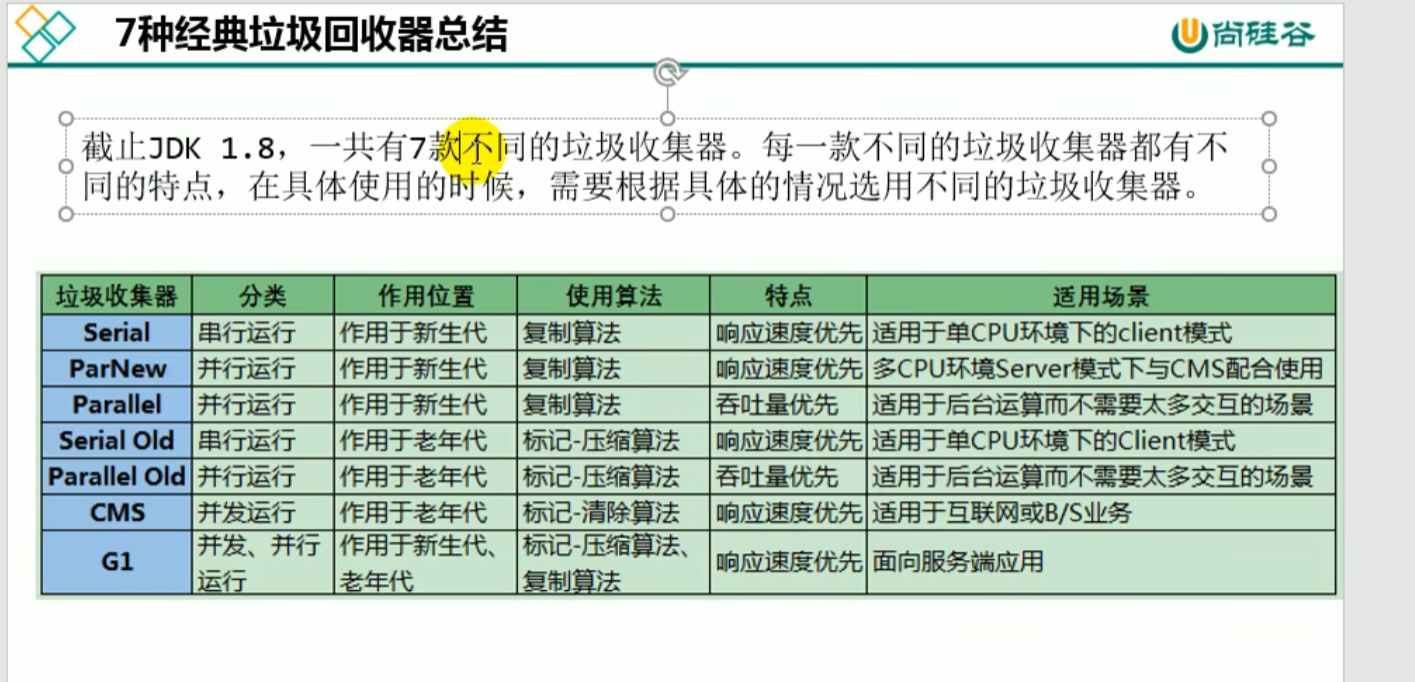 7种经典垃圾回收器总结
尚硅谷
截止JDK 1.8，一共有7款不同的垃圾收集器。每一款不同的垃圾收集器都有不
同的特点，在具体使用的时候，需要根据具体的情况选用不同的垃圾收集器。
垃圾收集器 分类 作用位置 使用算法 特点 适用场景
Serial 串行运行 作用于新生代 复制算法 响应速度优先 适用于单CPU环境下的client模式
ParNew 并行运行 作用于新生代 复制算法 响应速度优先 多CPU环境Server模式下与CMS配合使用
Parallel 并行运行 作用于新生代 复制算法 吞吐量优先 适用于后台运算而不需要太多交互的场景
Serial Old 串行运行 作用于老年代 标记-压缩算法 响应速度优先 适用于单CPU环境下的Client模式
Parallel Old 并行运行 作用于老年代 标记-压缩算法 吞吐量优先 适用于后台运算而不需要太多交互的场景
CMS 并发运行 作用于老年代 标记-清除算法 响应速度优先 适用于互联网或B/S业务
G1 并发、并行 作用于新生代、 标记-压缩算法、 响应速度优先 面向服务端应用
运行 老年代 复制算法